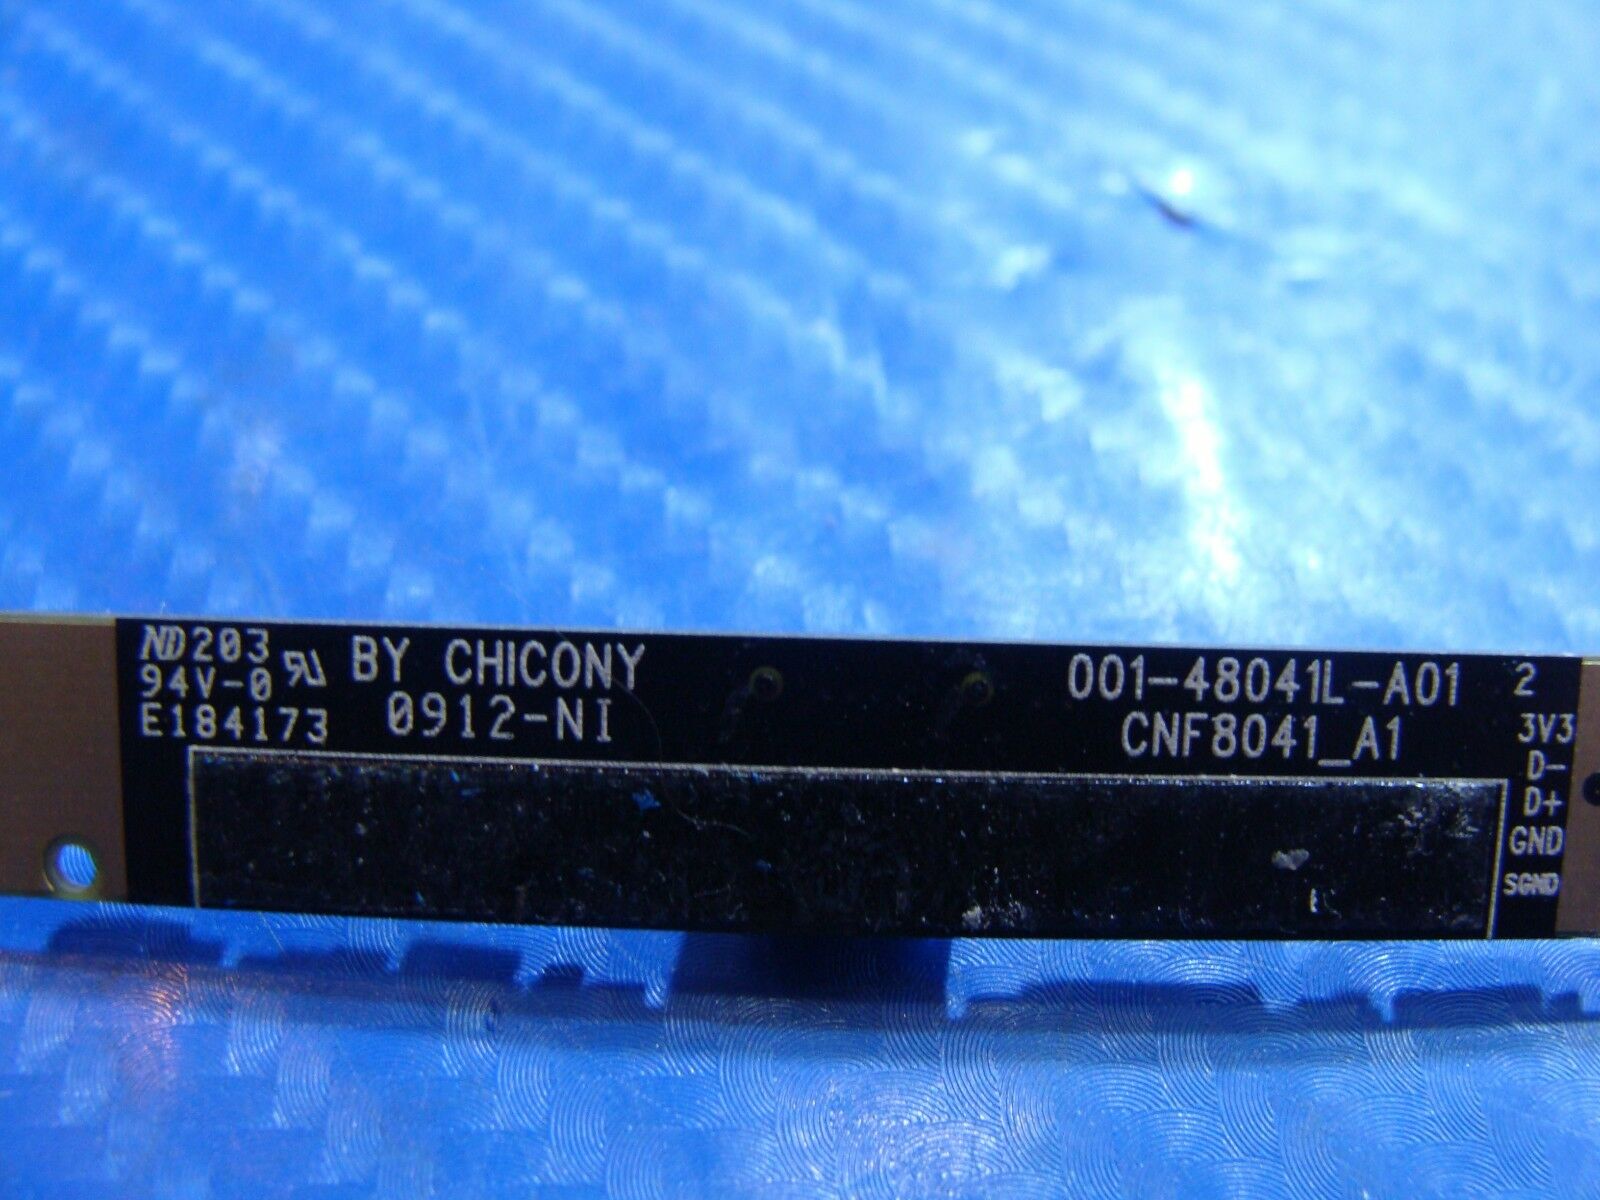 ND203
94V-0
E184173
BY CHICONY
0912-NI
001-48041L-A01
CNF8041_A1
2
3V3
D-
D+
GND
SGND